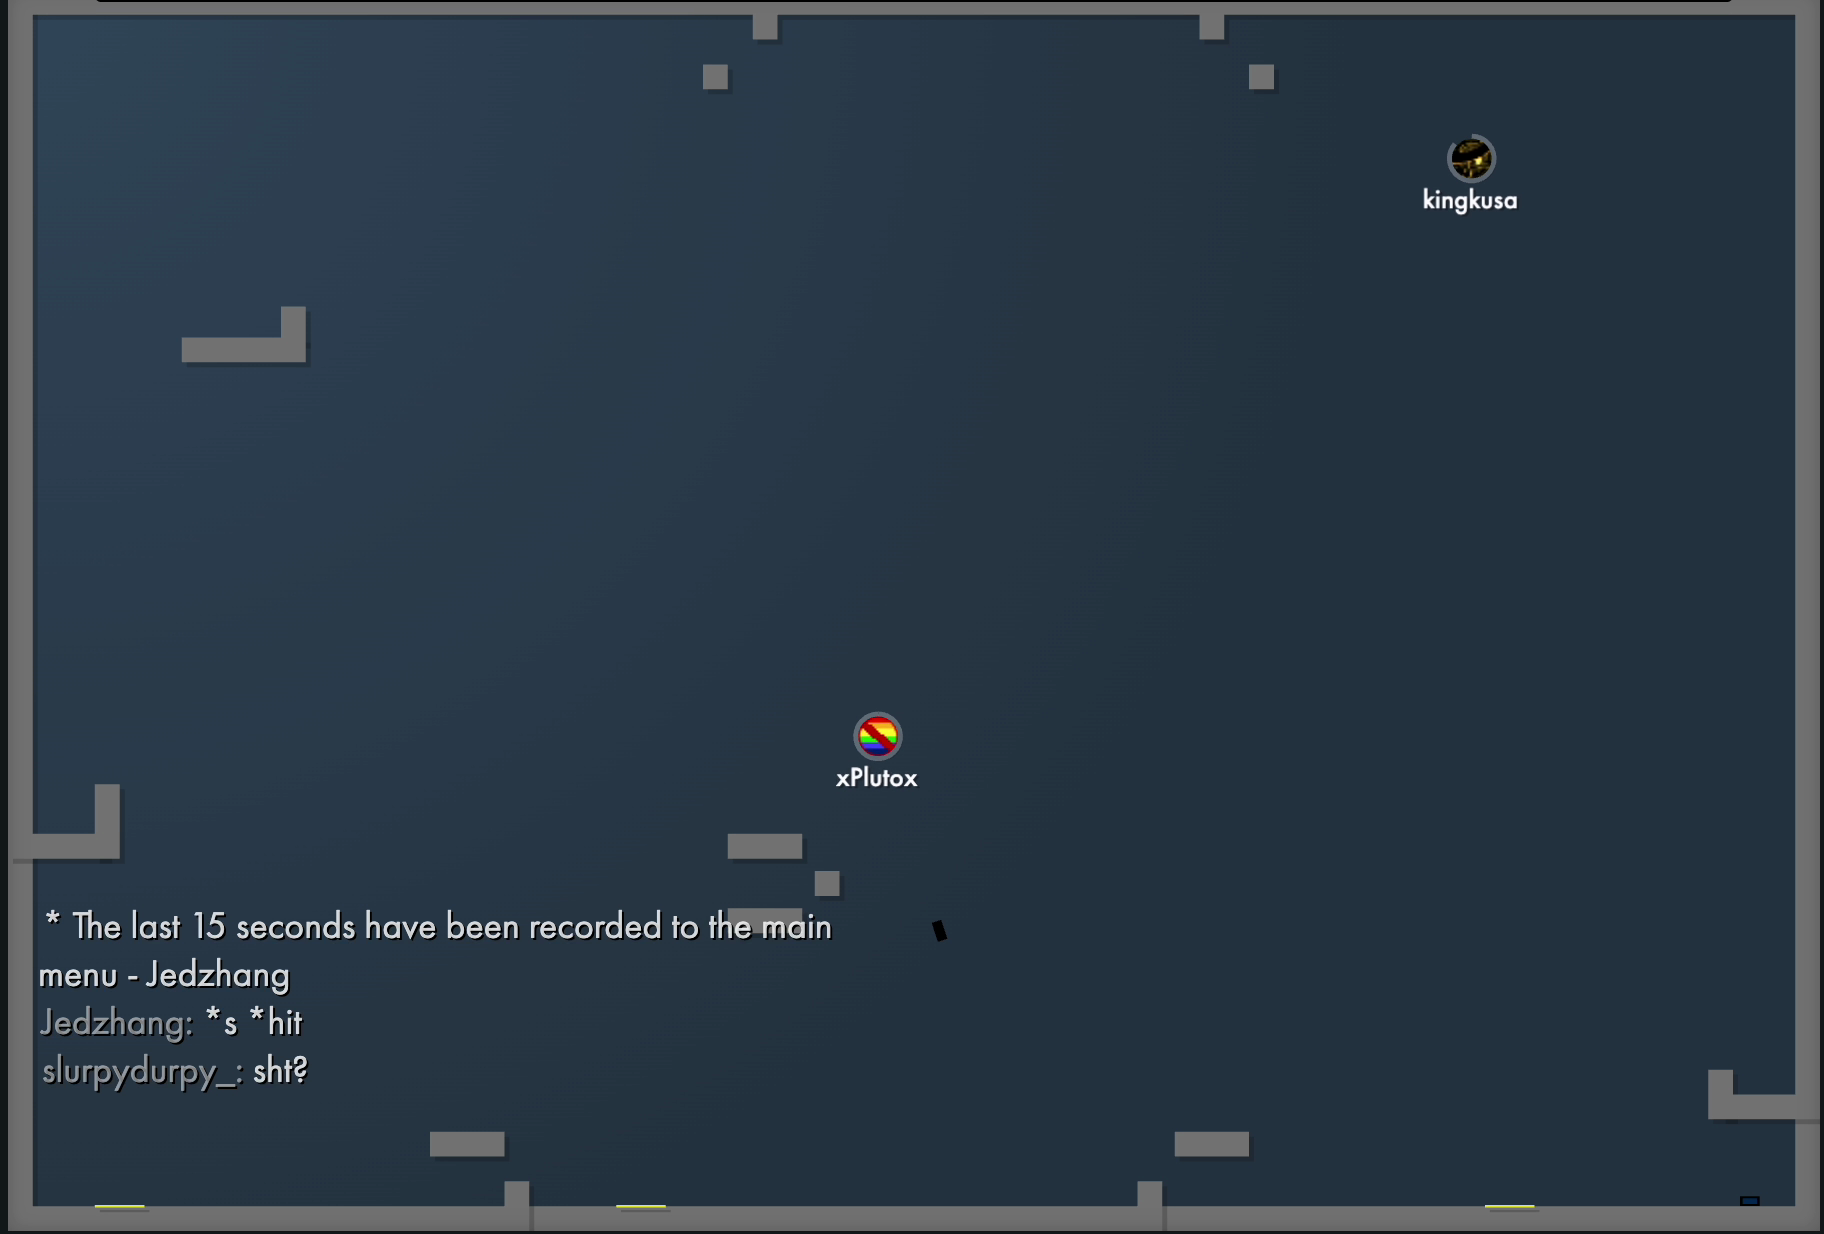 kingkusa
xPlutox
* The last 15 seconds have been recorded to the main
menu - Jedzhang
Jedzhang: *s *hit
slurpydurpy_: sht?